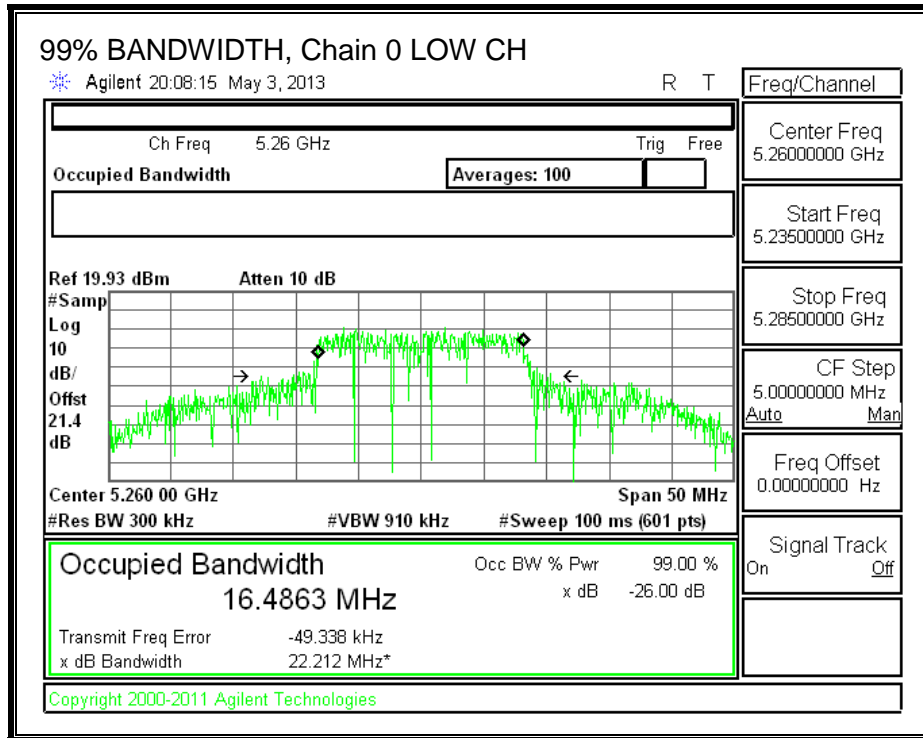 99% BANDWIDTH, Chain 0 LOW CH
Agilent 20:08:15 May 3, 2013 R T
Ch Freq 5.26 GHz Trig Free
Occupied Bandwidth Averages: 100
Ref 19.93 dBm Atten 10 dB
#Samp
Log
10
dB/
Offst
21.4
dB
Center 5.260 00 GHz Span 50 MHz
#Res BW 300 kHz #VBW 910 kHz #Sweep 100 ms (601 pts)
Occupied Bandwidth Occ BW % Pwr 99.00 %
16.4863 MHz x dB -26.00 dB
Transmit Freq Error -49.338 kHz
x dB Bandwidth 22.212 MHz*
Copyright 2000-2011 Agilent Technologies
Freq/Channel
Center Freq
5.26000000 GHz
Start Freq
5.23500000 GHz
Stop Freq
5.28500000 GHz
CF Step
5.00000000 MHz
Auto Man
Freq Offset
0.00000000 Hz
Signal Track
On Off